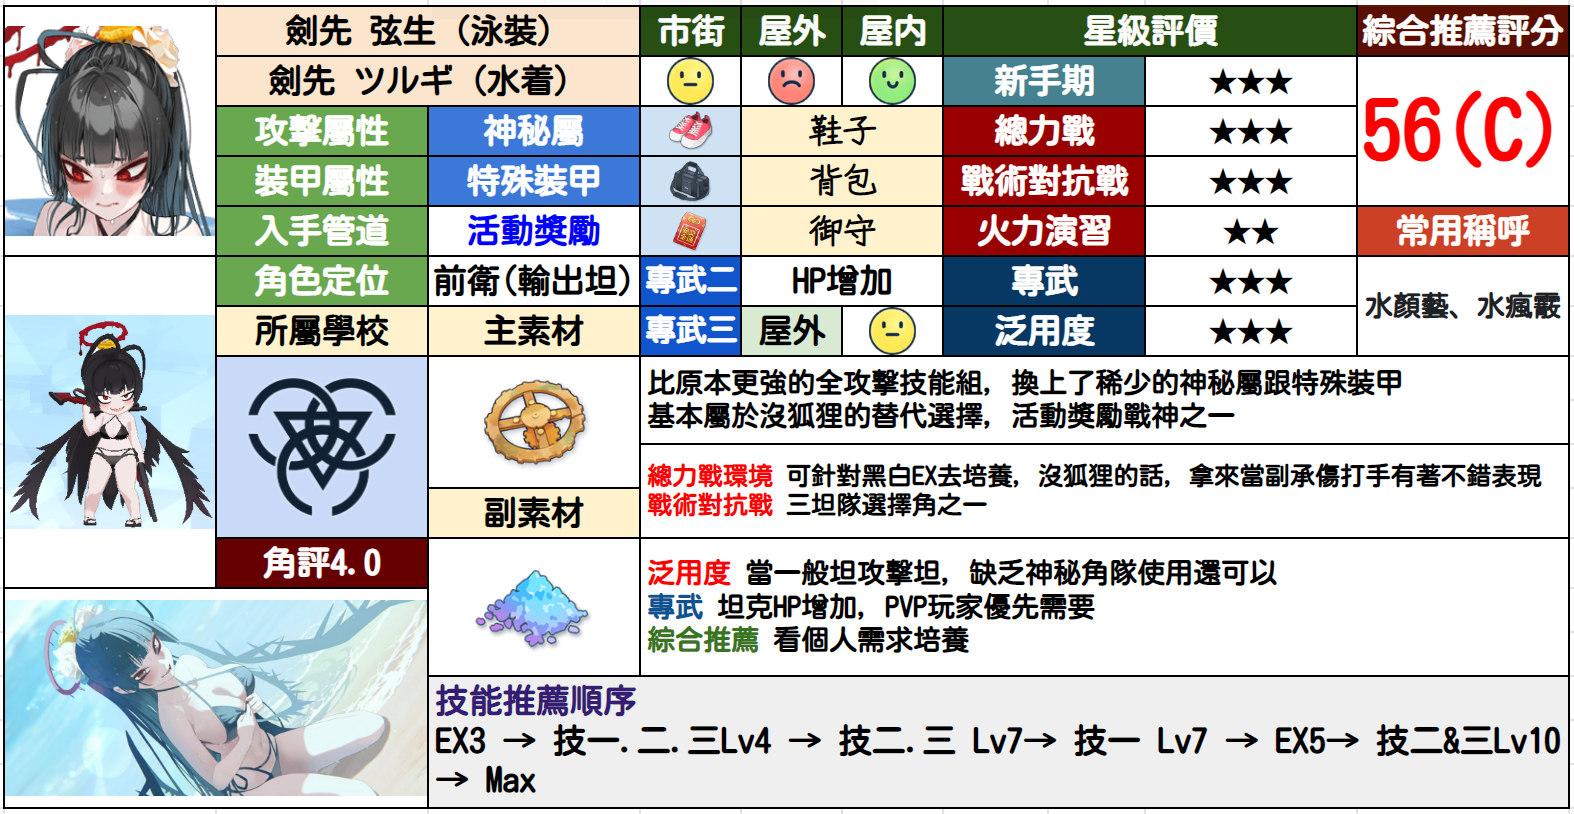 劍先 弦生（泳裝）
市街
屋外
屋内
星級評價
綜合推薦評分
劍先 ツルギ（水着）
新手期
★★★
56(C)
攻擊屬性
神秘屬
鞋子
總力戰
★★★
裝甲屬性
特殊裝甲
背包
戰術對抗戰
★★★
入手管道
活動獎勵
御守
火力演習
★★
常用稱呼
角色定位
前衛(輸出坦)
專武二
HP增加
專武
★★★
水顏藝、水瘋霰
所屬學校
主素材
專武三
屋外
泛用度
★★★
比原本更強的全攻擊技能組, 換上了稀少的神秘屬跟特殊裝甲
基本屬於沒狐狸的替代選擇, 活動獎勵戰神之一
總力戰環境 可針對黑白EX去培養, 沒狐狸的話, 拿來當副承傷打手有著不錯表現
戰術對抗戰 三坦隊選擇角之一
副素材
角評4.0
泛用度 當一般坦攻擊坦, 缺乏神秘角隊使用還可以
專武 坦克HP增加, PVP玩家優先需要
綜合推薦 看個人需求培養
技能推薦順序
EX3 → 技一.二.三Lv4 → 技二.三 Lv7→ 技一 Lv7 → EX5→ 技二&三Lv10
→ Max